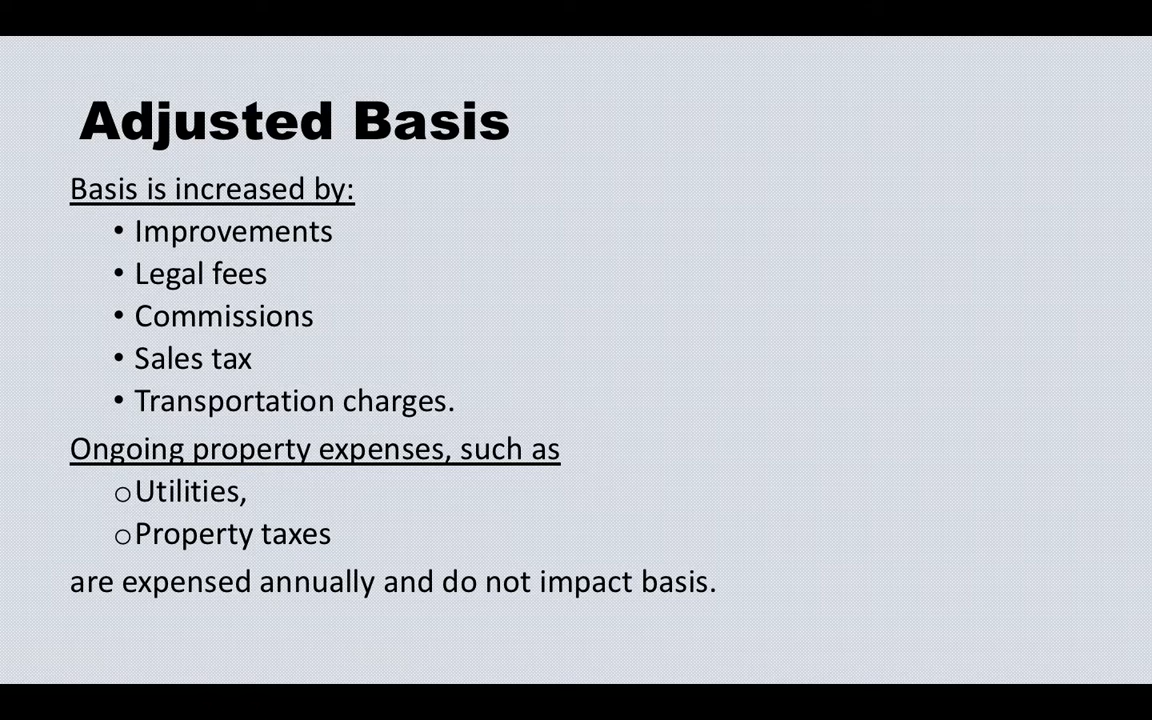 Adjusted Basis
Basis is increased by:
• Improvements
• Legal fees
• Commissions
• Sales tax
• Transportation charges.
Ongoing property expenses, such as
o Utilities,
o Property taxes
are expensed annually and do not impact basis.